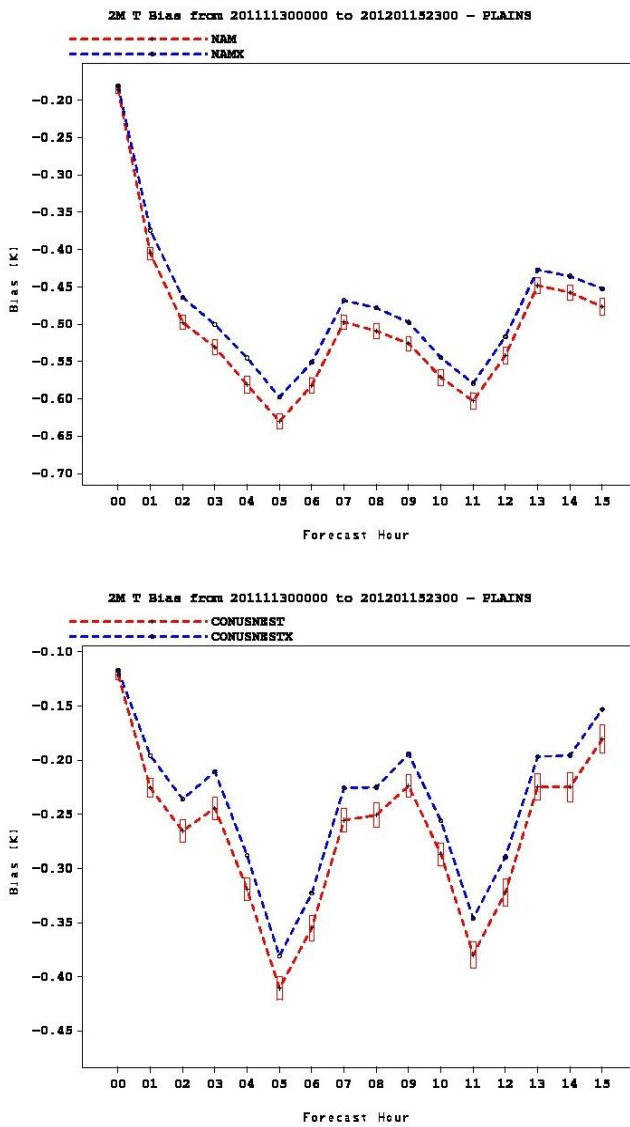 2M T Bias from 201111300000 to 201201152300 - PLAINS
NAM
NAMX
-0.20
-0.25
-0.30
-0.35
-0.40
-0.45
-0.50
-0.55
-0.60
-0.65
-0.70
Bias [K]
00 01 02 03 04 05 06 07 08 09 10 11 12 13 14 15
Forecast Hour
2M T Bias from 201111300000 to 201201152300 - PLAINS
CONUSNEST
CONUSNESTX
-0.10
-0.15
-0.20
-0.25
-0.30
-0.35
-0.40
-0.45
Bias [K]
00 01 02 03 04 05 06 07 08 09 10 11 12 13 14 15
Forecast Hour